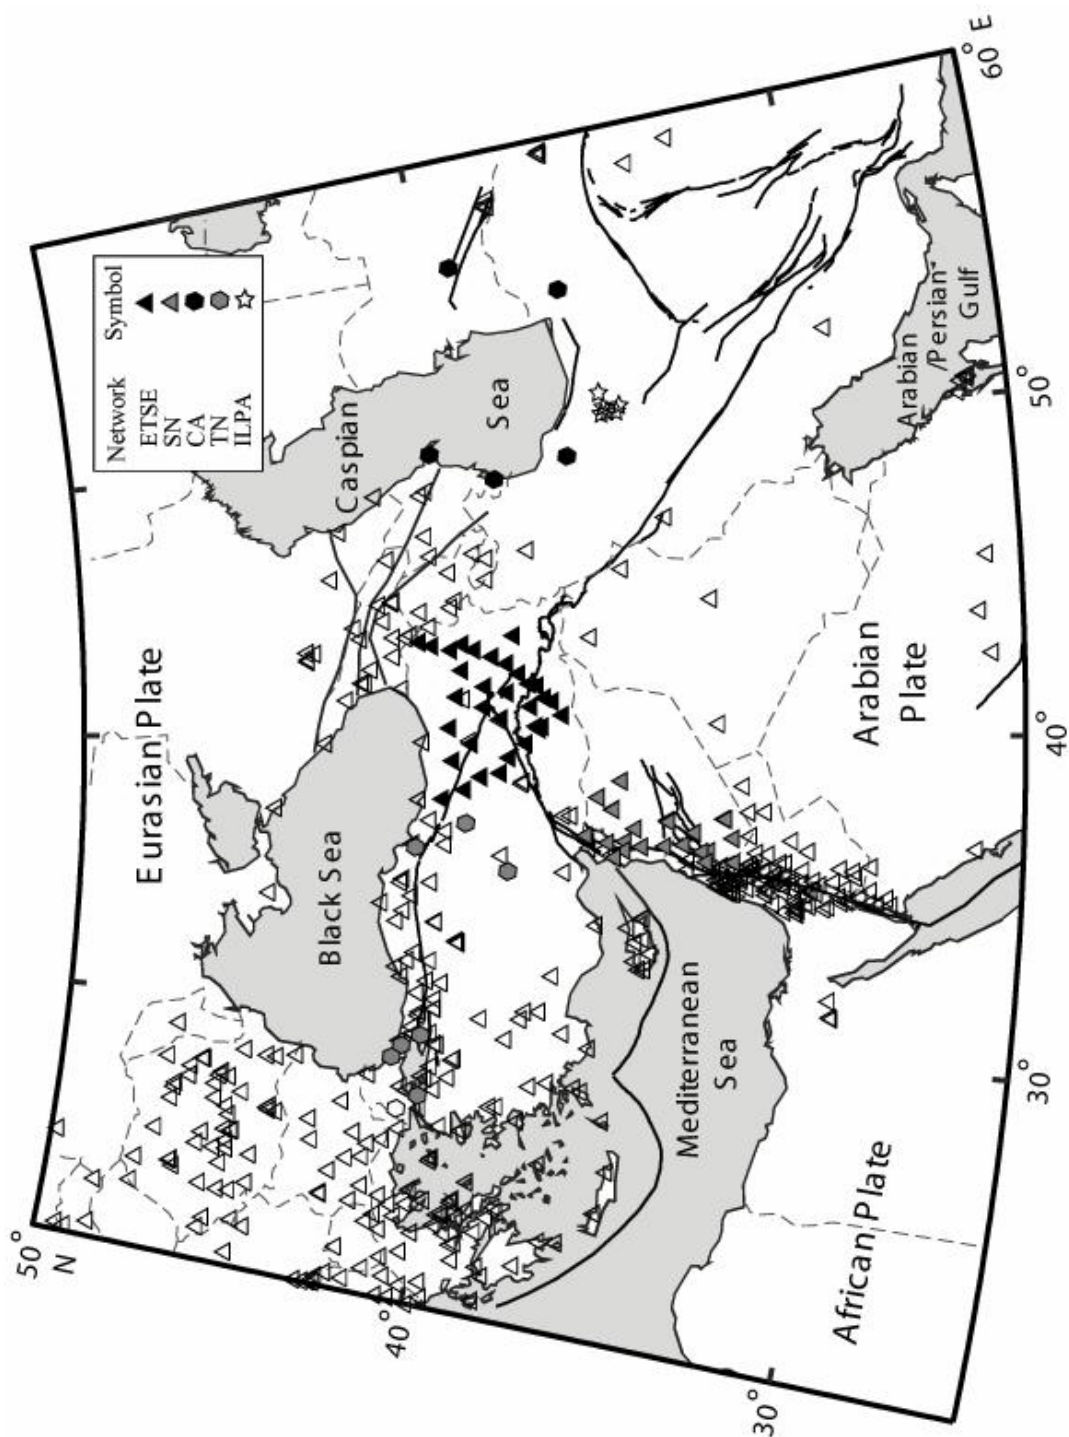 Network Symbol
ETSE
SN
CA
TN
ILPA
50°
N
40°
30°
30°
40°
50°
60° E
Eurasian Plate
Black Sea
Caspian
Sea
Mediterranean
Sea
African Plate
Arabian
Plate
Arabian
/Persian
Gulf